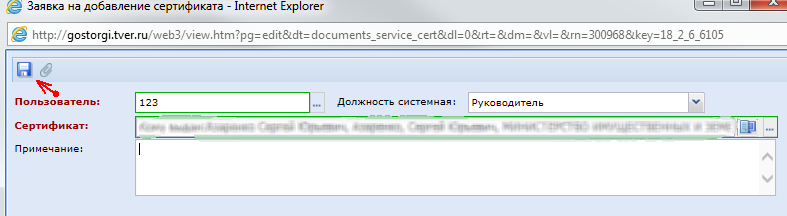 Заявка на добавление сертификата - Internet Explorer
http://gostorgi.tver.ru/web3/view.htm?pg=edit&dt=documents_service_cert&dl=0&rt=&dm=&vl=&rn=300968&key=18_2_6_6105
Пользователь: 123 ... Должность системная: Руководитель
Сертификат: ...
Примечание: